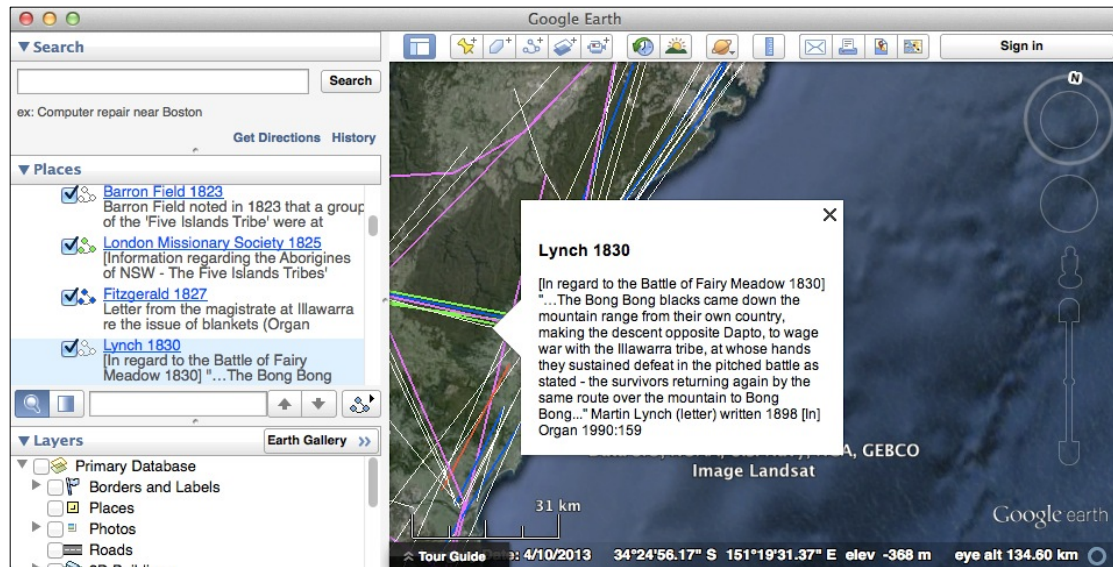 Google Earth
▼ Search
Search
ex: Computer repair near Boston
Get Directions History
▼ Places
Barron Field 1823
Barron Field noted in 1823 that a group
of the 'Five Islands Tribe' were at
London Missionary Society 1825
[Information regarding the Aborigines
of NSW - The Five Islands Tribes'
Fitzgerald 1827
Letter from the magistrate at Illawarra
re the issue of blankets (Organ
Lynch 1830
[In regard to the Battle of Fairy
Meadow 1830] "...The Bong Bong
▼ Layers
Earth Gallery »
Primary Database
Borders and Labels
Places
Photos
Roads
Sign in
N
Lynch 1830
[In regard to the Battle of Fairy Meadow 1830]
"...The Bong Bong blacks came down the
mountain range from their own country,
making the descent opposite Dapto, to wage
war with the Illawarra tribe, at whose hands
they sustained defeat in the pitched battle as
stated - the survivors returning again by the
same route over the mountain to Bong
Bong..." Martin Lynch (letter) written 1898 [In]
Organ 1990:159
GEBCO
Image Landsat
31 km
Google earth
Tour Guide
4/10/2013 34°24'56.17" S 151°19'31.37" E elev -368 m eye alt 134.60 km